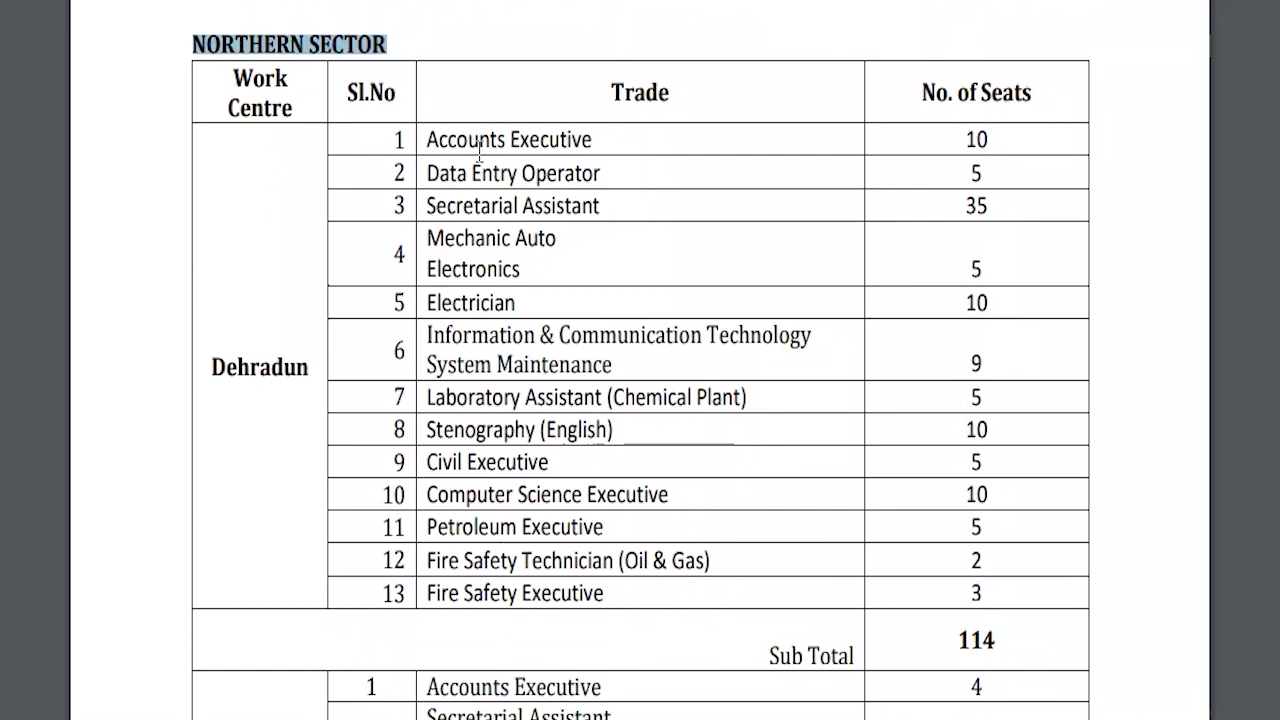 NORTHERN SECTOR
Work Centre Sl.No Trade No. of Seats
Dehradun
1 Accounts Executive 10
2 Data Entry Operator 5
3 Secretarial Assistant 35
4 Mechanic Auto
Electronics 5
5 Electrician 10
6 Information & Communication Technology
System Maintenance 9
7 Laboratory Assistant (Chemical Plant) 5
8 Stenography (English) 10
9 Civil Executive 5
10 Computer Science Executive 10
11 Petroleum Executive 5
12 Fire Safety Technician (Oil & Gas) 2
13 Fire Safety Executive 3
Sub Total 114
1 Accounts Executive 4
Secretarial Assistant